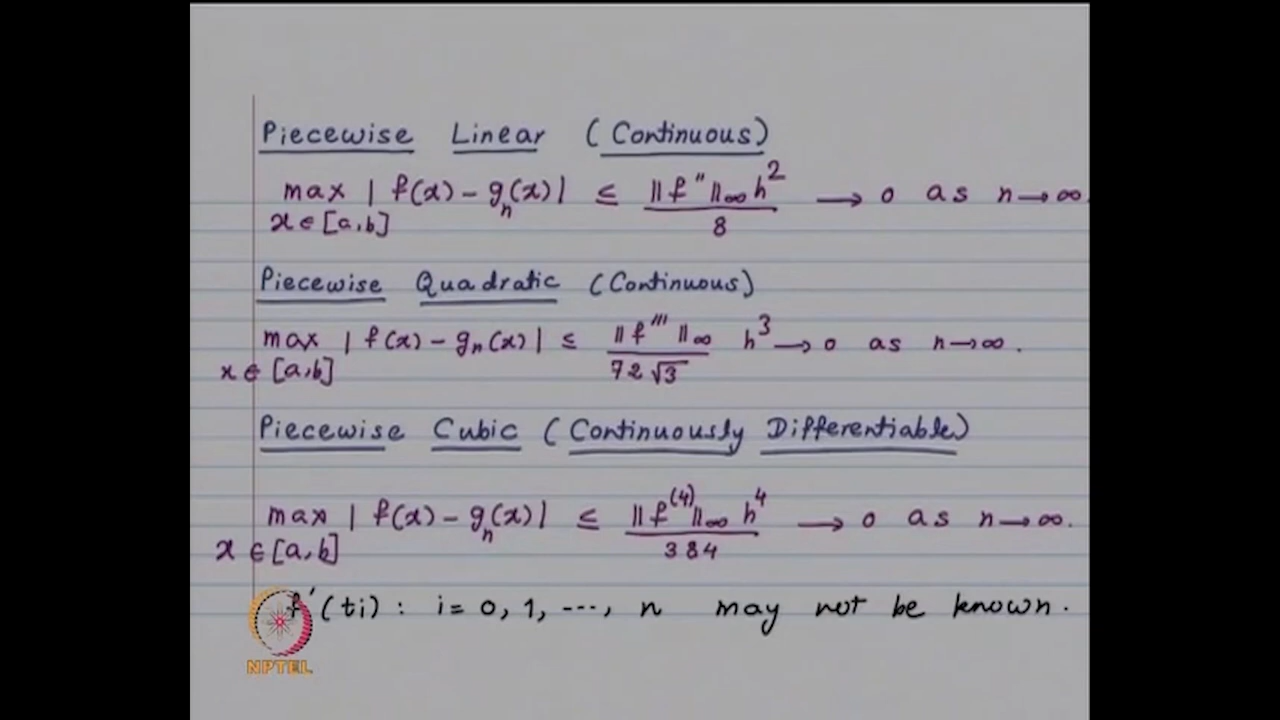 Piecewise Linear (Continuous)
max | f(x) - gₙ(x) | ≤ ‖f''‖∞ h² / 8 → 0 as n → ∞.
x ∈ [a,b]
Piecewise Quadratic (Continuous)
max | f(x) - gₙ(x) | ≤ ‖f'''‖∞ / 72√3 h³ → 0 as n → ∞.
x ∈ [a,b]
Piecewise Cubic (Continuously Differentiable)
max | f(x) - gₙ(x) | ≤ ‖f⁽⁴⁾‖∞ h⁴ / 384 → 0 as n → ∞.
x ∈ [a,b]
f'(ti) : i = 0, 1, ---, n may not be known.
NPTEL